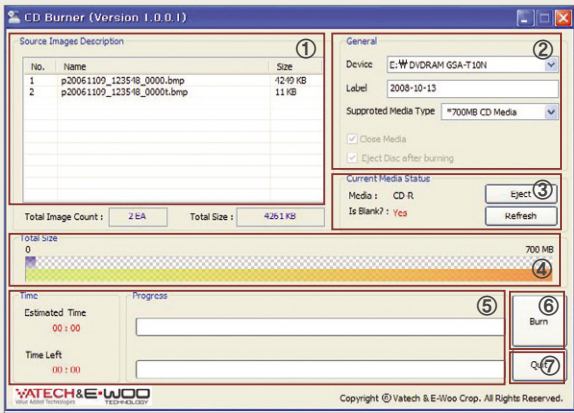 CD Burner (Version 1.0.0.1)
Source Images Description
①
No. Name Size
1 p20061109_123548_0000.bmp 4249 KB
2 p20061109_123548_0000t.bmp 11 KB
Total Image Count : 2 EA Total Size : 4261 KB
General
②
Device E:₩ DVDRAM GSA-T10N
Label 2008-10-13
Supproted Media Type *700MB CD Media
Close Media
Eject Disc after burning
Current Media Status
Media : CD-R Eject ③
Is Blank? : Yes Refresh
Total Size
0 700 MB
④
Time
Estimated Time
00 : 00
Time Left
00 : 00
Progress
⑤
⑥
Burn
Quit ⑦
VATECH & E-WOO
Value Added Technologies TECHNOLOGY
Copyright ⓒ Vatech & E-Woo Crop. All Rights Reserved.